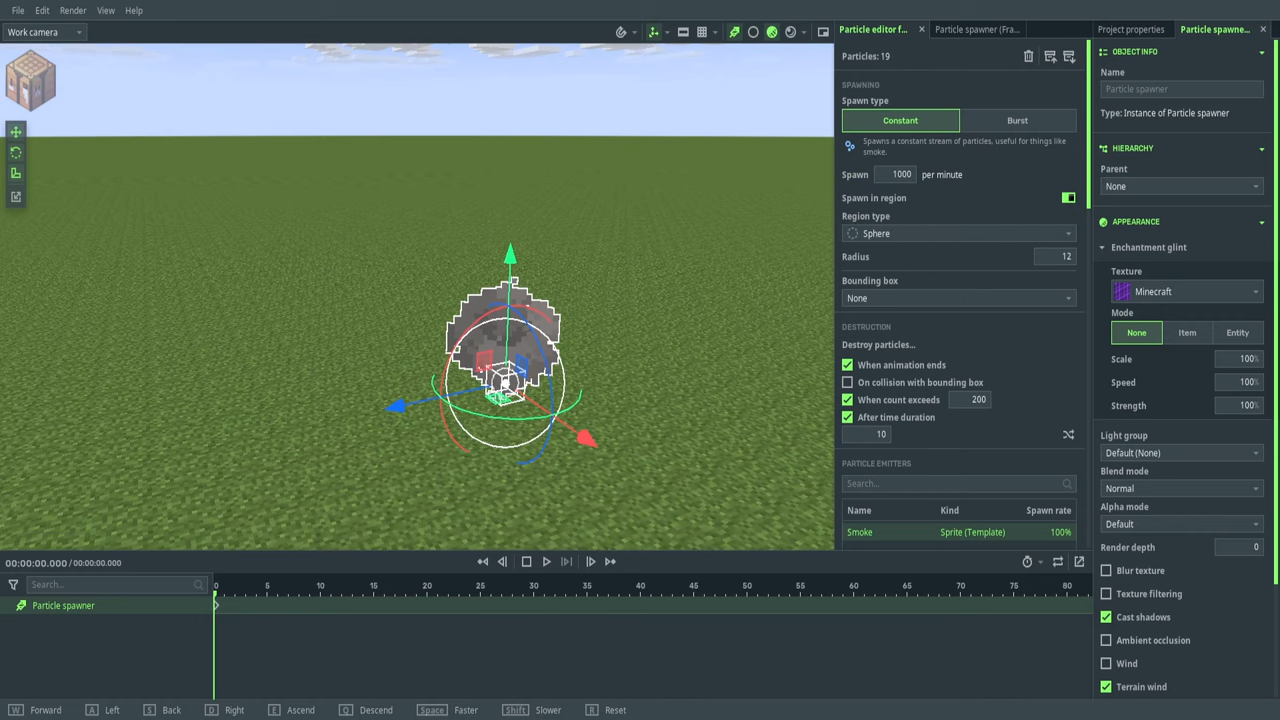 File Edit Render View Help
Work camera
Particle editor f...
Particle spawner (Fra...
Project properties
Particle spawne...
Particles: 19
SPAWNING
Spawn type
Constant
Burst
Spawns a constant stream of particles, useful for things like
smoke.
Spawn 1000 per minute
Spawn in region
Region type
Sphere
Radius 12
Bounding box
None
DESTRUCTION
Destroy particles...
When animation ends
On collision with bounding box
When count exceeds 200
After time duration
10
PARTICLE EMITTERS
Search...
Name Kind Spawn rate
Smoke Sprite (Template) 100%
OBJECT INFO
Name
Particle spawner
Type: Instance of Particle spawner
HIERARCHY
Parent
None
APPEARANCE
Enchantment glint
Texture
Minecraft
Mode
None Item Entity
Scale 100%
Speed 100%
Strength 100%
Light group
Default (None)
Blend mode
Normal
Alpha mode
Default
Render depth 0
Blur texture
Texture filtering
Cast shadows
Ambient occlusion
Wind
Terrain wind
00:00:00.000 / 00:00:00.000
Search...
0 5 10 15 20 25 30 35 40 45 50 55 60 65 70 75 80
Particle spawner
W Forward A Left S Back D Right E Ascend Q Descend Space Faster Shift Slower R Reset